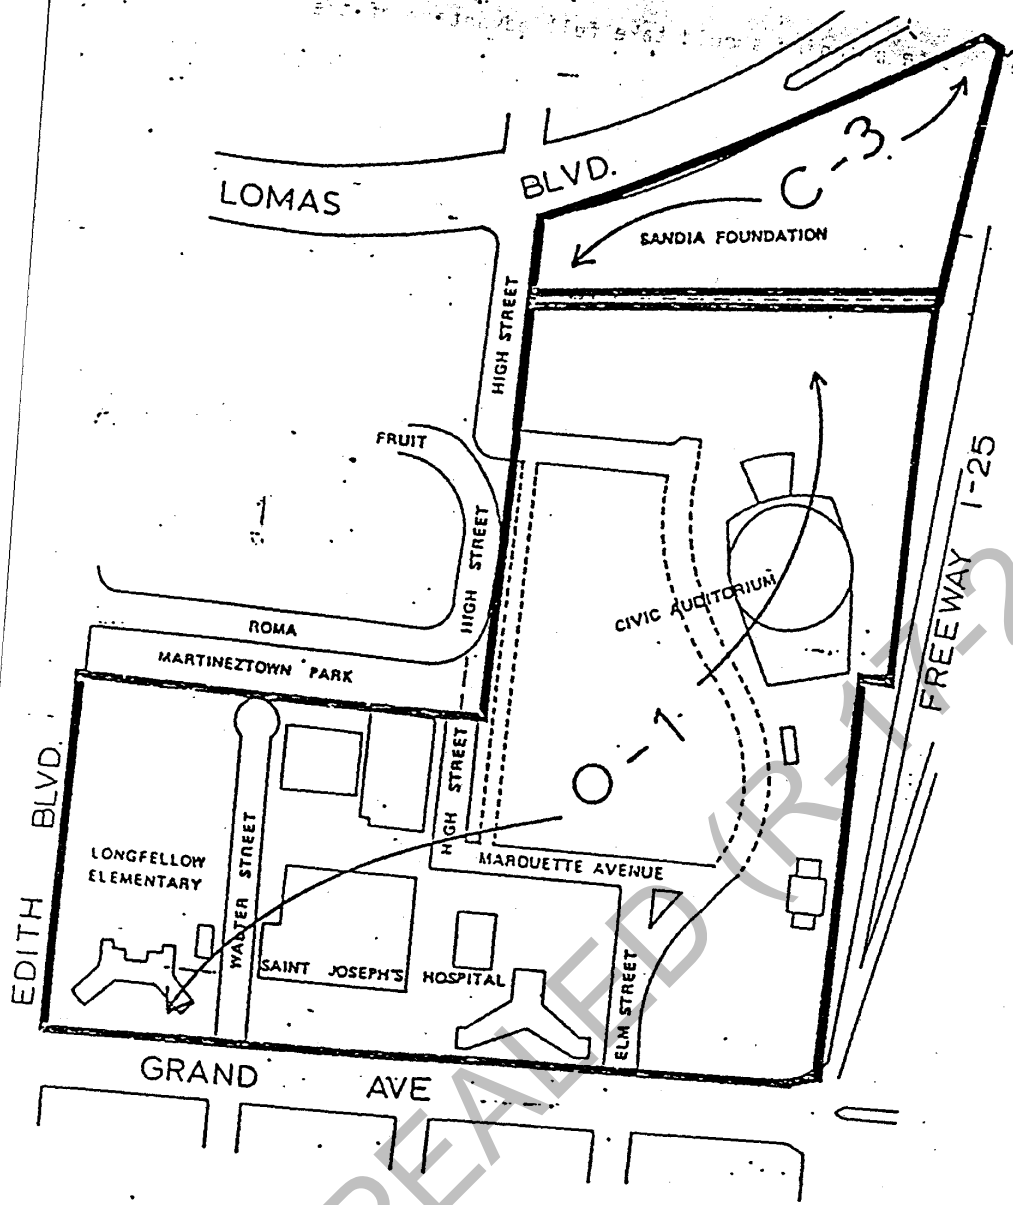 LOMAS
BLVD.
C-3
SANDIA FOUNDATION
HIGH STREET
FRUIT
HIGH STREET
FREEWAY I-25
CIVIC AUDITORIUM
ROMA
MARTINEZTOWN PARK
O-1
EDITH BLVD.
HIGH STREET
LONGFELLOW
ELEMENTARY
WALTER STREET
MARQUETTE AVENUE
SAINT JOSEPH'S HOSPITAL
ELM STREET
GRAND AVE